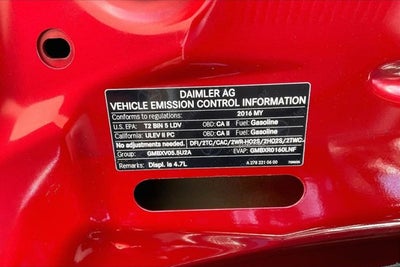 DAIMLER AG
VEHICLE EMISSION CONTROL INFORMATION
Conforms to regulations: 2016 MY
U.S. EPA: T2 BIN 5 LDV OBD: CA II Fuel: Gasoline
California: ULEV II PC OBD: CA II Fuel: Gasoline
No adjustments needed. DFI/2TC/CAC/2WR-HO2S/2HO2S/2TWC
Group: GMBXV05.5U2A EVAP: GMBXR0160LNF
Remarks: Displ. is 4.7L A 278 221 06 00